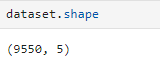 dataset.shape
(9550, 5)